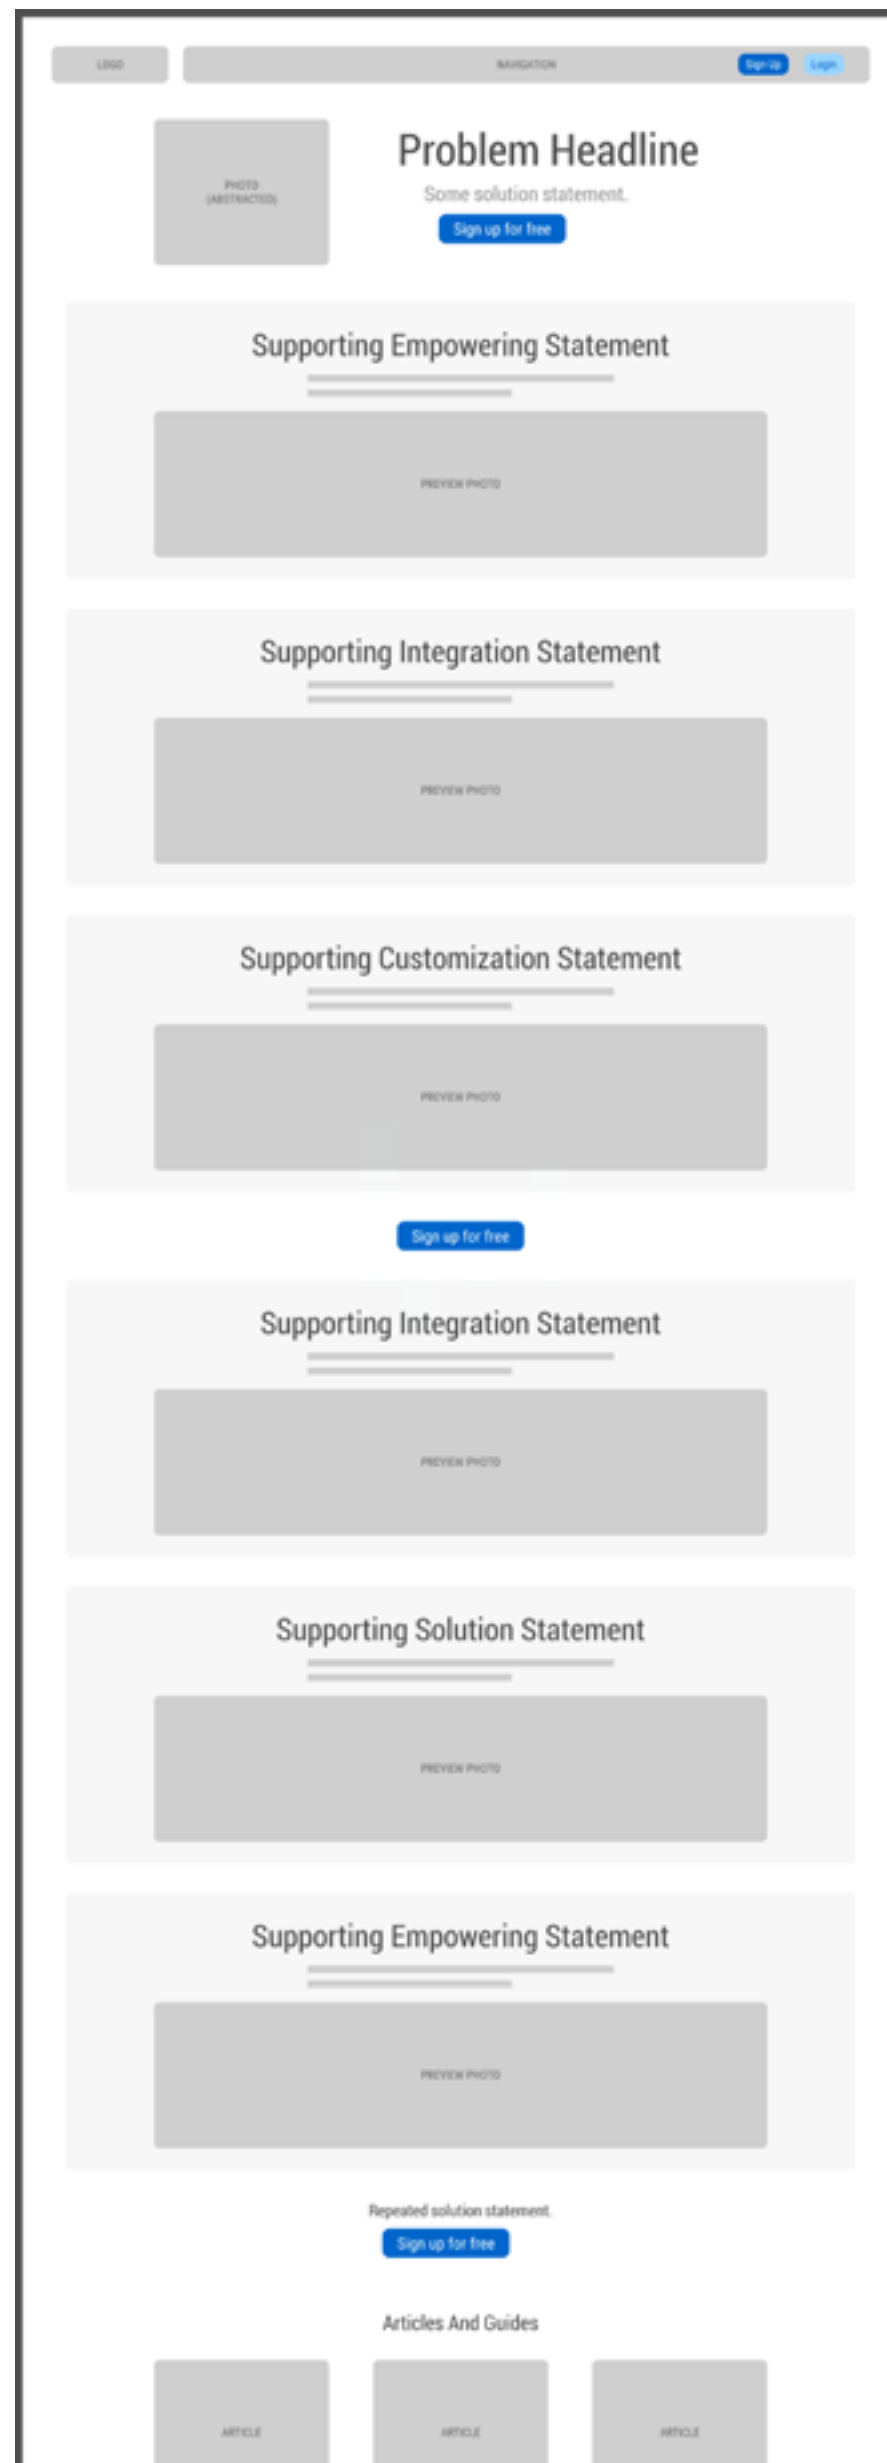 LOGO
NAVIGATION
Sign Up
Login
PHOTO
(ABSTRACTED)
Problem Headline
Some solution statement.
Sign up for free
Supporting Empowering Statement
PREVIEW PHOTO
Supporting Integration Statement
PREVIEW PHOTO
Supporting Customization Statement
PREVIEW PHOTO
Sign up for free
Supporting Integration Statement
PREVIEW PHOTO
Supporting Solution Statement
PREVIEW PHOTO
Supporting Empowering Statement
PREVIEW PHOTO
Repeated solution statement.
Sign up for free
Articles And Guides
ARTICLE
ARTICLE
ARTICLE